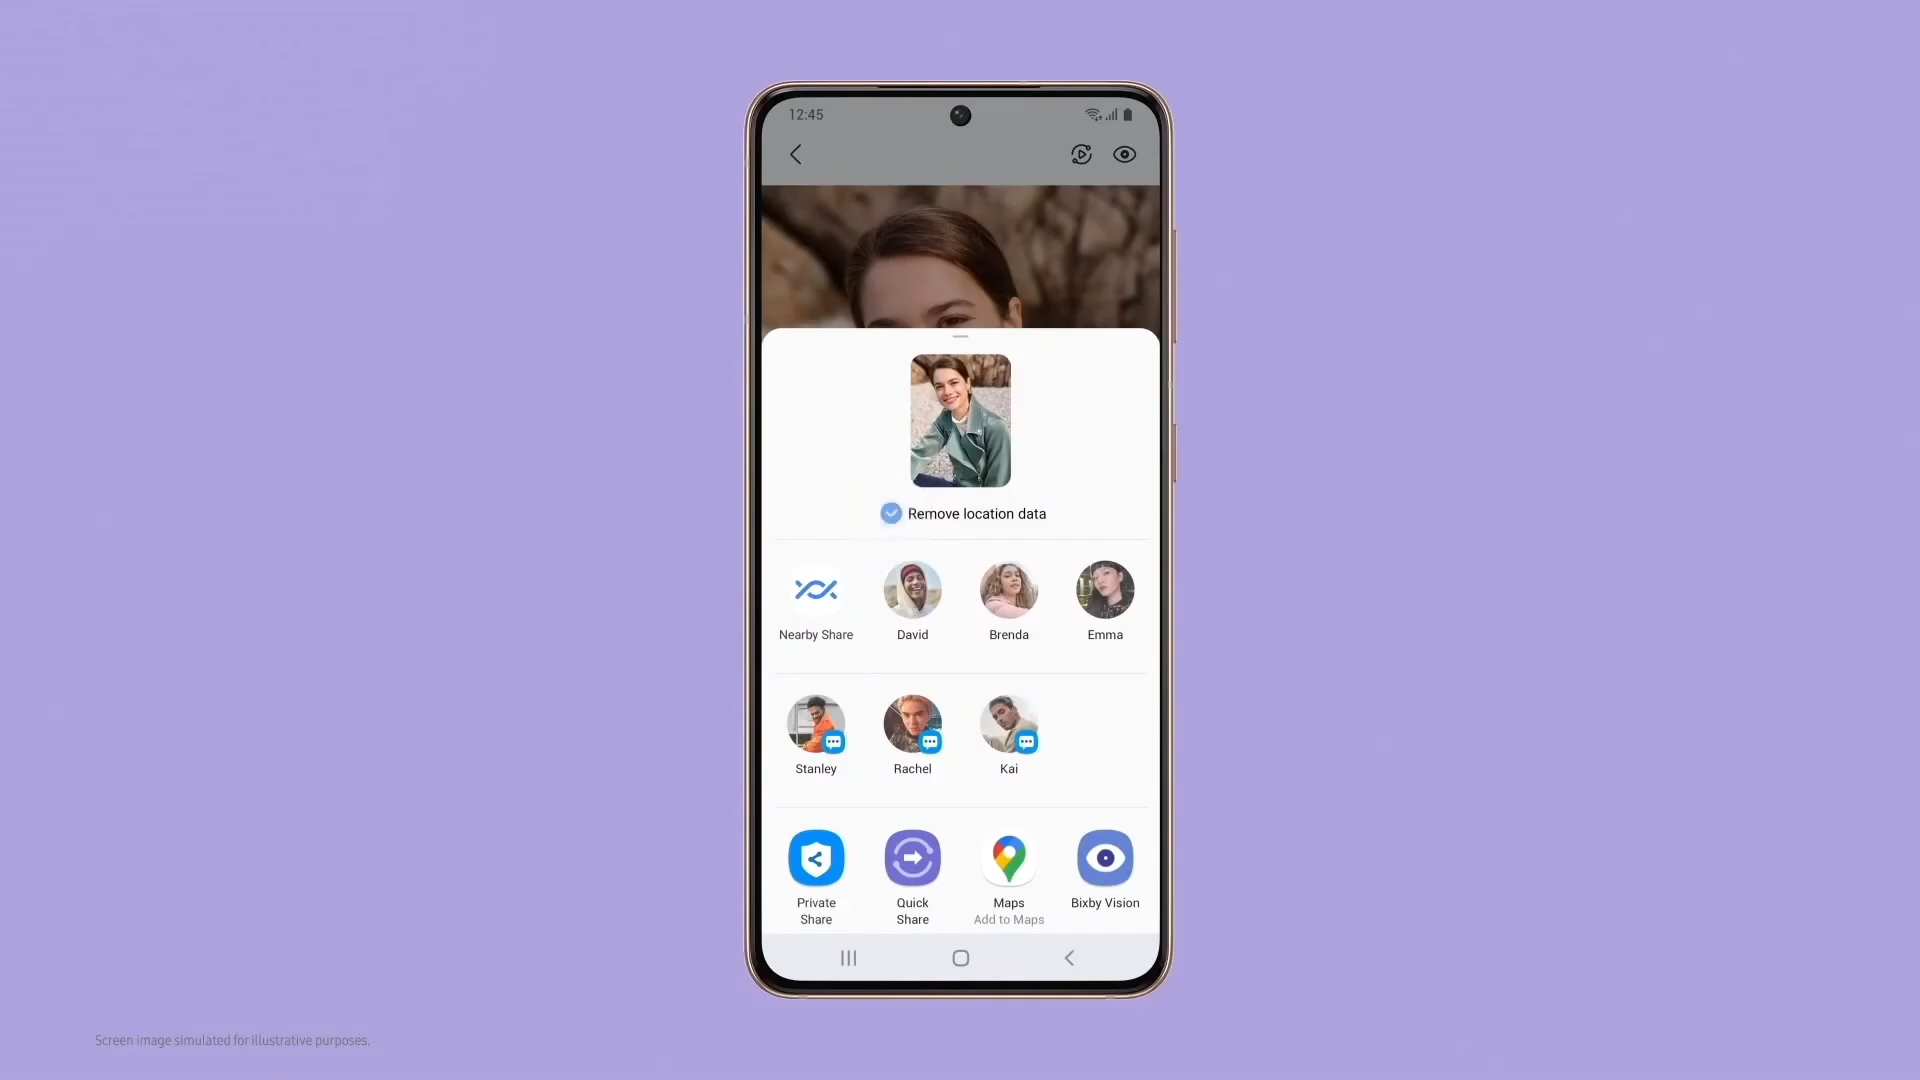 12:45
Remove location data
Nearby Share
David
Brenda
Emma
Stanley
Rachel
Kai
Private
Share
Quick
Share
Maps
Add to Maps
Bixby Vision
Screen image simulated for illustrative purposes.